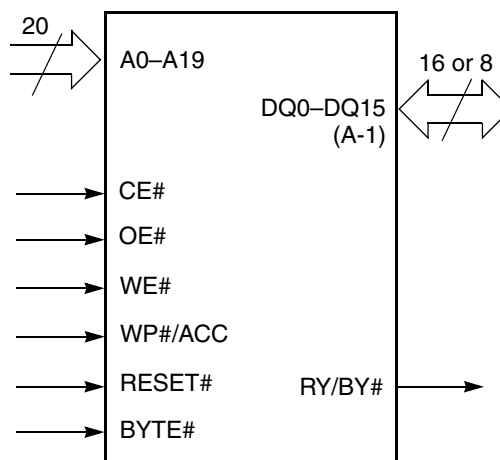 20
A0–A19
16 or 8
DQ0–DQ15
(A-1)
CE#
OE#
WE#
WP#/ACC
RESET#
RY/BY#
BYTE#